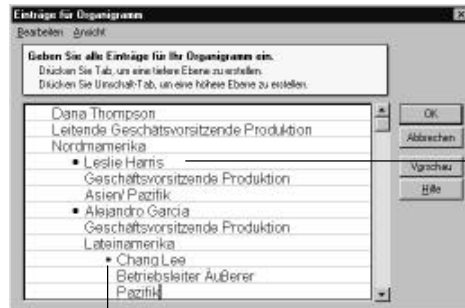 Einträge für Organigramm
Bearbeiten Ansicht
Geben Sie alle Einträge für Ihr Organigramm ein.
Drücken Sie Tab, um eine tiefere Ebene zu erstellen.
Drücken Sie Umschalt-Tab, um eine höhere Ebene zu erstellen.
Dana Thompson
Leitende Geschätsvorsitzende Produktion
Nordmamerika
• Leslie Harris
Geschäftsvorsitzende Produktion
Asien/ Pazifik
• Alejandro Garcia
Geschäftsvorsitzende Produktion
Lateinamerika
• Chang Lee
Betriebsleiter Äußerer
Pazifik
OK
Abbrechen
Vorschau
Hilfe